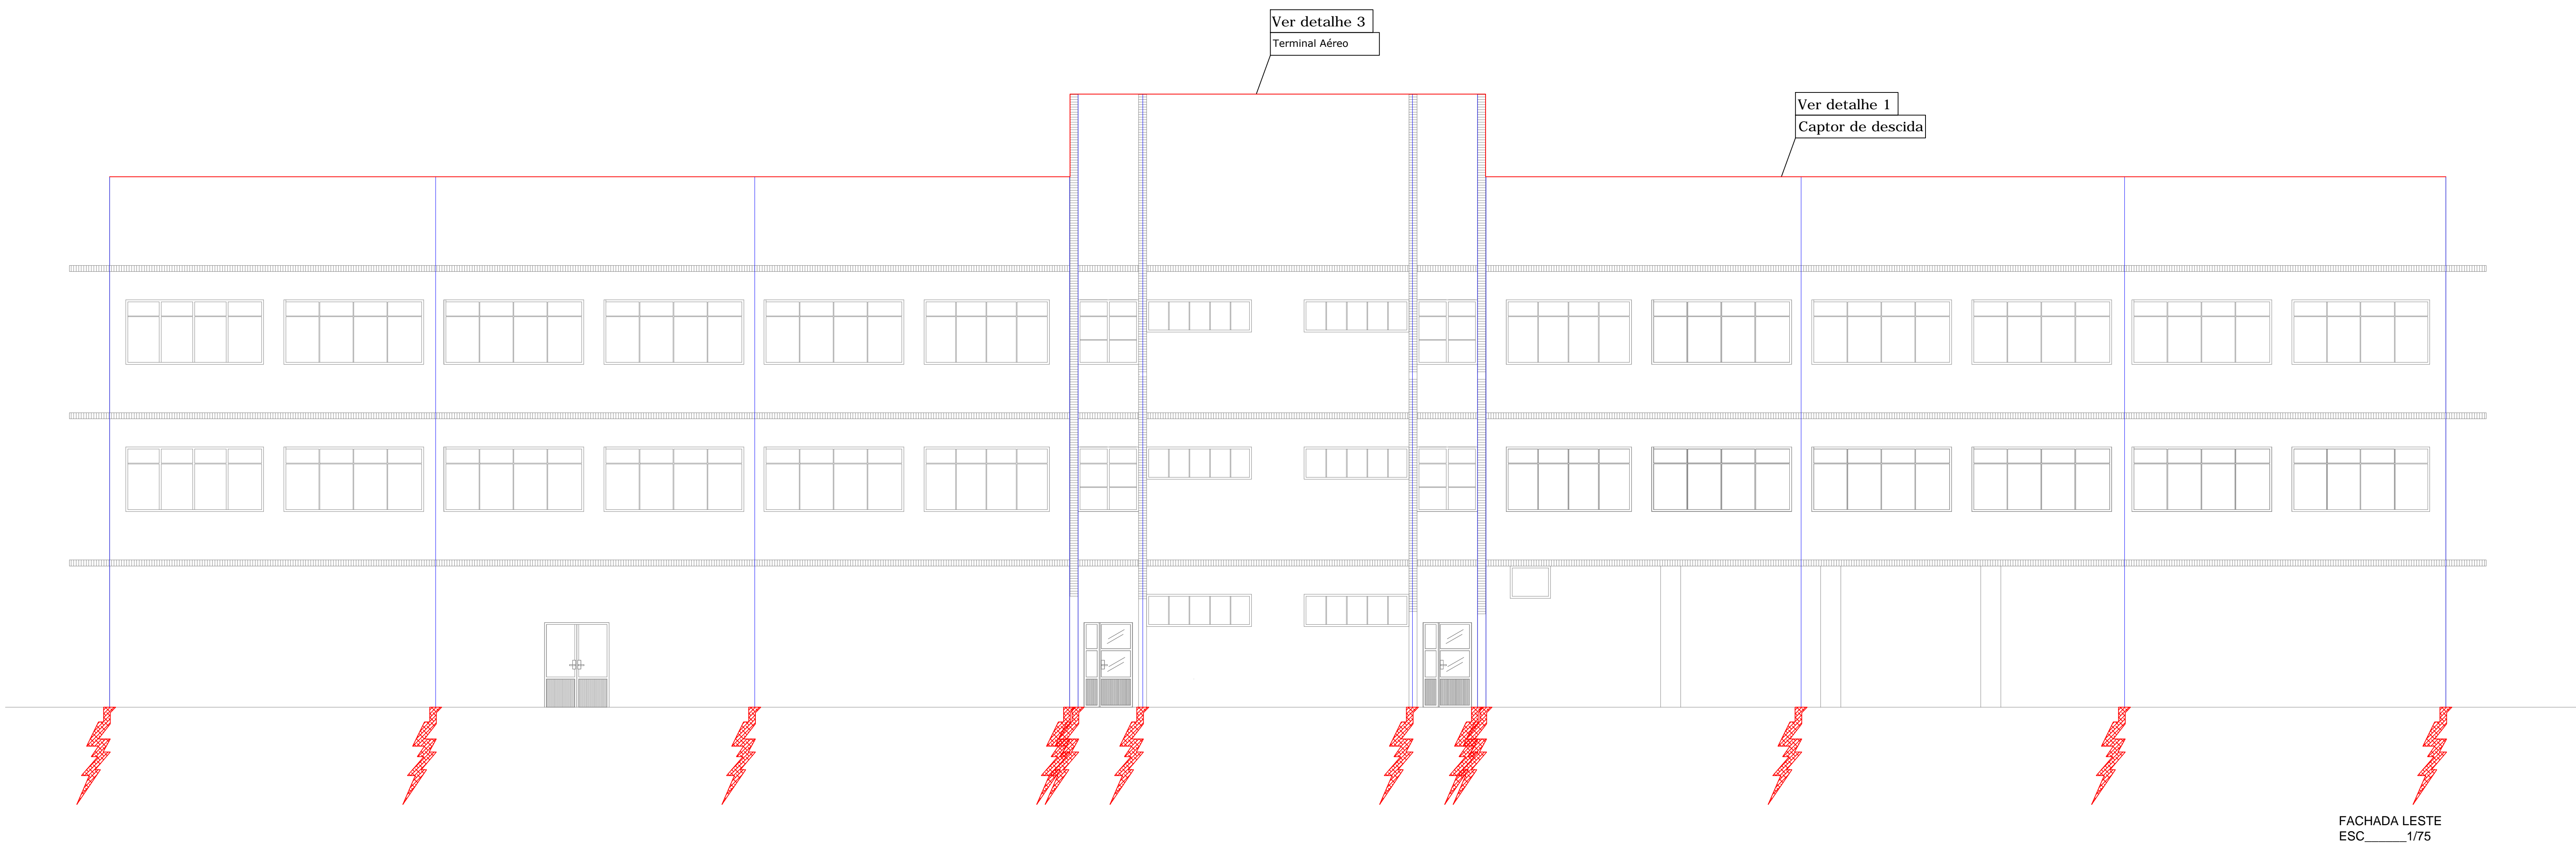 Ver detalhe 3
Terminal Aéreo
Ver detalhe 1
Captor de descida
FACHADA LESTE
ESC______1/75